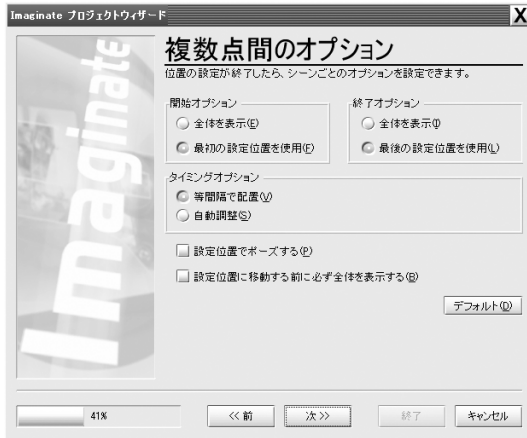 Imaginate プロジェクトウィザード
X
Imaginate
複数点間のオプション
位置の設定が終了したら、シーンごとのオプションを設定できます。
開始オプション
全体を表示(E)
最初の設定位置を使用(F)
終了オプション
全体を表示(I)
最後の設定位置を使用(L)
タイミングオプション
等間隔で配置(V)
自動調整(S)
設定位置でポーズする(P)
設定位置に移動する前に必ず全体を表示する(B)
デフォルト(D)
41%
<< 前
次 >>
終了
キャンセル